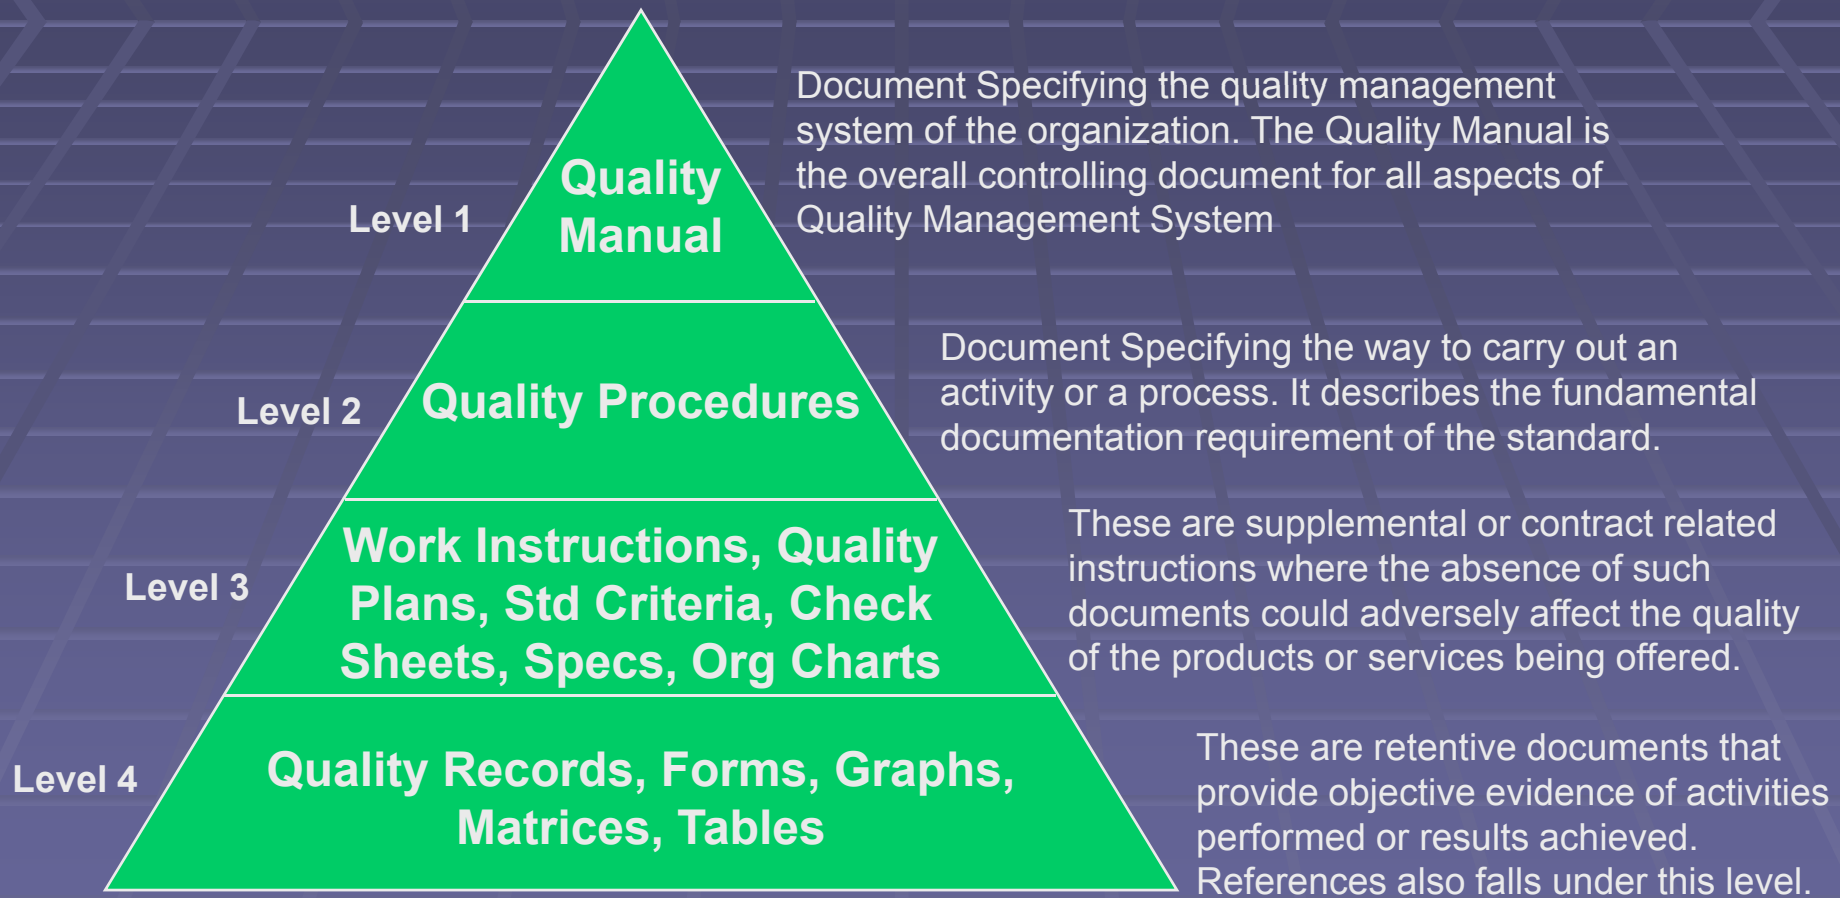 Level 1
Quality
Manual
Document Specifying the quality management
system of the organization. The Quality Manual is
the overall controlling document for all aspects of
Quality Management System
Level 2
Quality Procedures
Document Specifying the way to carry out an
activity or a process. It describes the fundamental
documentation requirement of the standard.
Level 3
Work Instructions, Quality
Plans, Std Criteria, Check
Sheets, Specs, Org Charts
These are supplemental or contract related
instructions where the absence of such
documents could adversely affect the quality
of the products or services being offered.
Level 4
Quality Records, Forms, Graphs,
Matrices, Tables
These are retentive documents that
provide objective evidence of activities
performed or results achieved.
References also falls under this level.